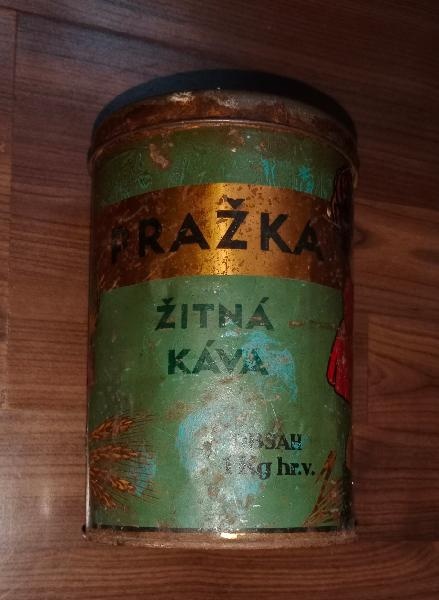 PRAŽKA
ŽITNÁ
KÁVA
OBSAH
1 Kg hr.v.